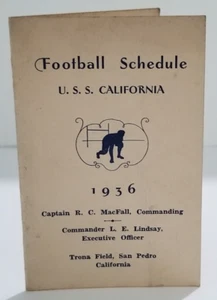 Football Schedule
U. S. S. CALIFORNIA
1936
Captain R. C. MacFall, Commanding
Commander L. E. Lindsay,
Executive Officer
Trona Field, San Pedro
California